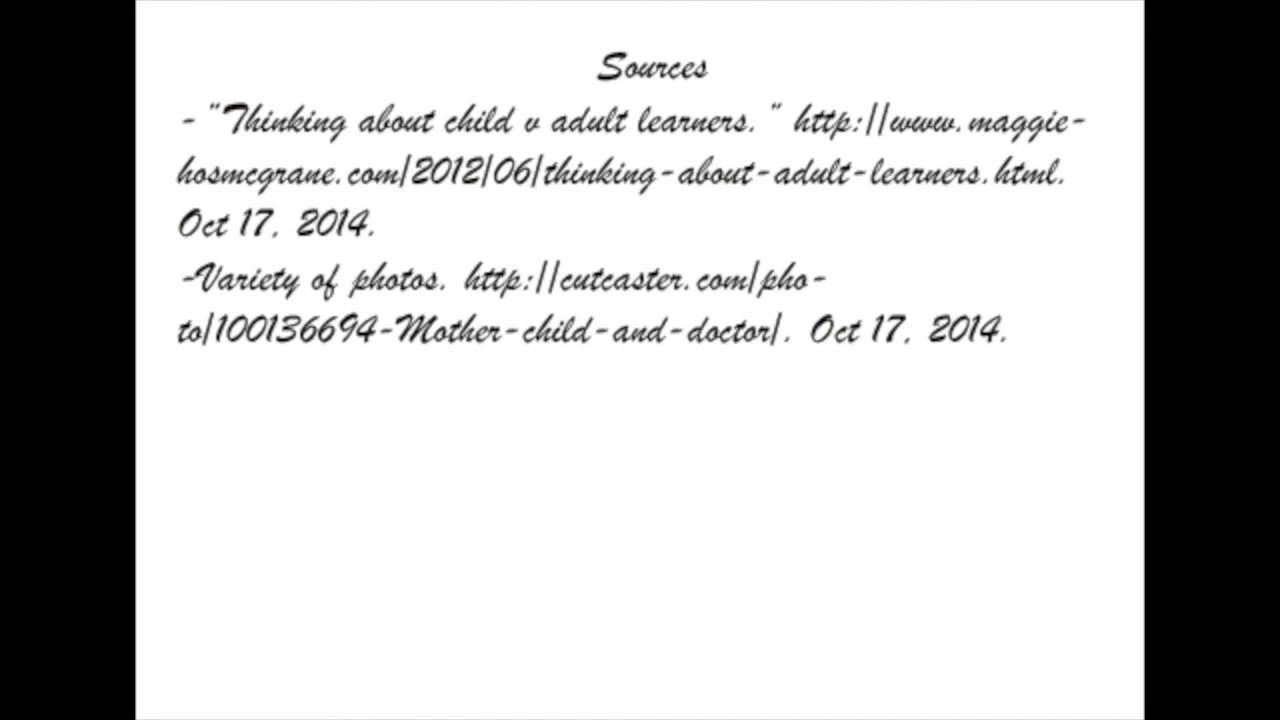 Sources
- "Thinking about child v adult learners. " http://www.maggie-
hosmcgrane.com/2012/06/thinking-about-adult-learners.html.
Oct 17, 2014.
-Variety of photos. http://cutcaster.com/pho-
to/100136694-Mother-child-and-doctor/. Oct 17, 2014.